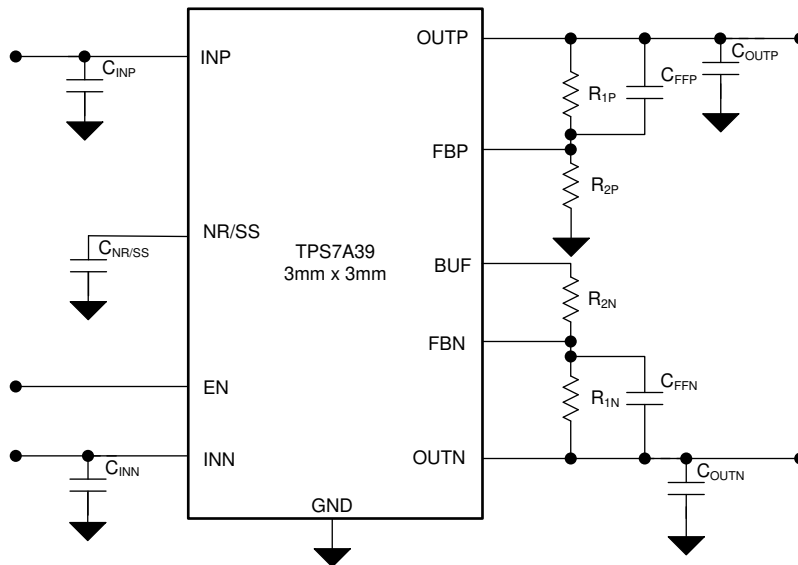 OUTP
C_OUTP
INP
C_INP
R_1P
C_FFP
FBP
R_2P
NR/SS
C_NR/SS
TPS7A39
3mm x 3mm
BUF
R_2N
FBN
EN
R_1N
C_FFN
INN
C_INN
OUTN
C_OUTN
GND